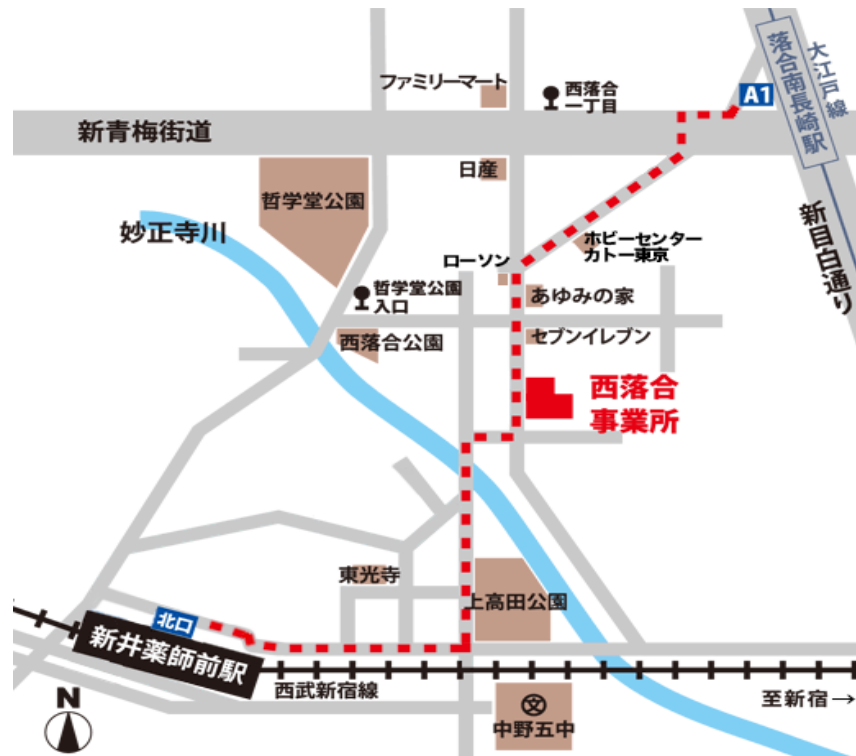 ファミリーマート
西落合
一丁目
A1
大江戸線
落合南長崎駅
新青梅街道
日産
哲学堂公園
妙正寺川
ホビーセンター
カトー東京
新目白通り
ローソン
哲学堂公園
入口
あゆみの家
西落合公園
セブンイレブン
西落合
事業所
東光寺
上高田公園
北口
新井薬師前駅
西武新宿線
至新宿→
N
文
中野五中